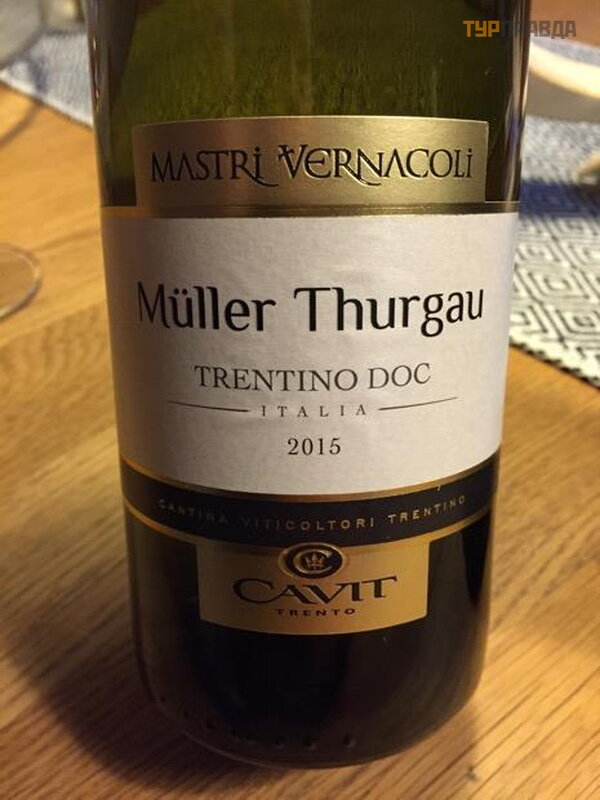 ТУРПРАВДА
MASTRI VERNACOLI
Müller Thurgau
TRENTINO DOC
ITALIA
2015
CANTINA VITICOLTORI TRENTINO
C
CAVIT
TRENTO